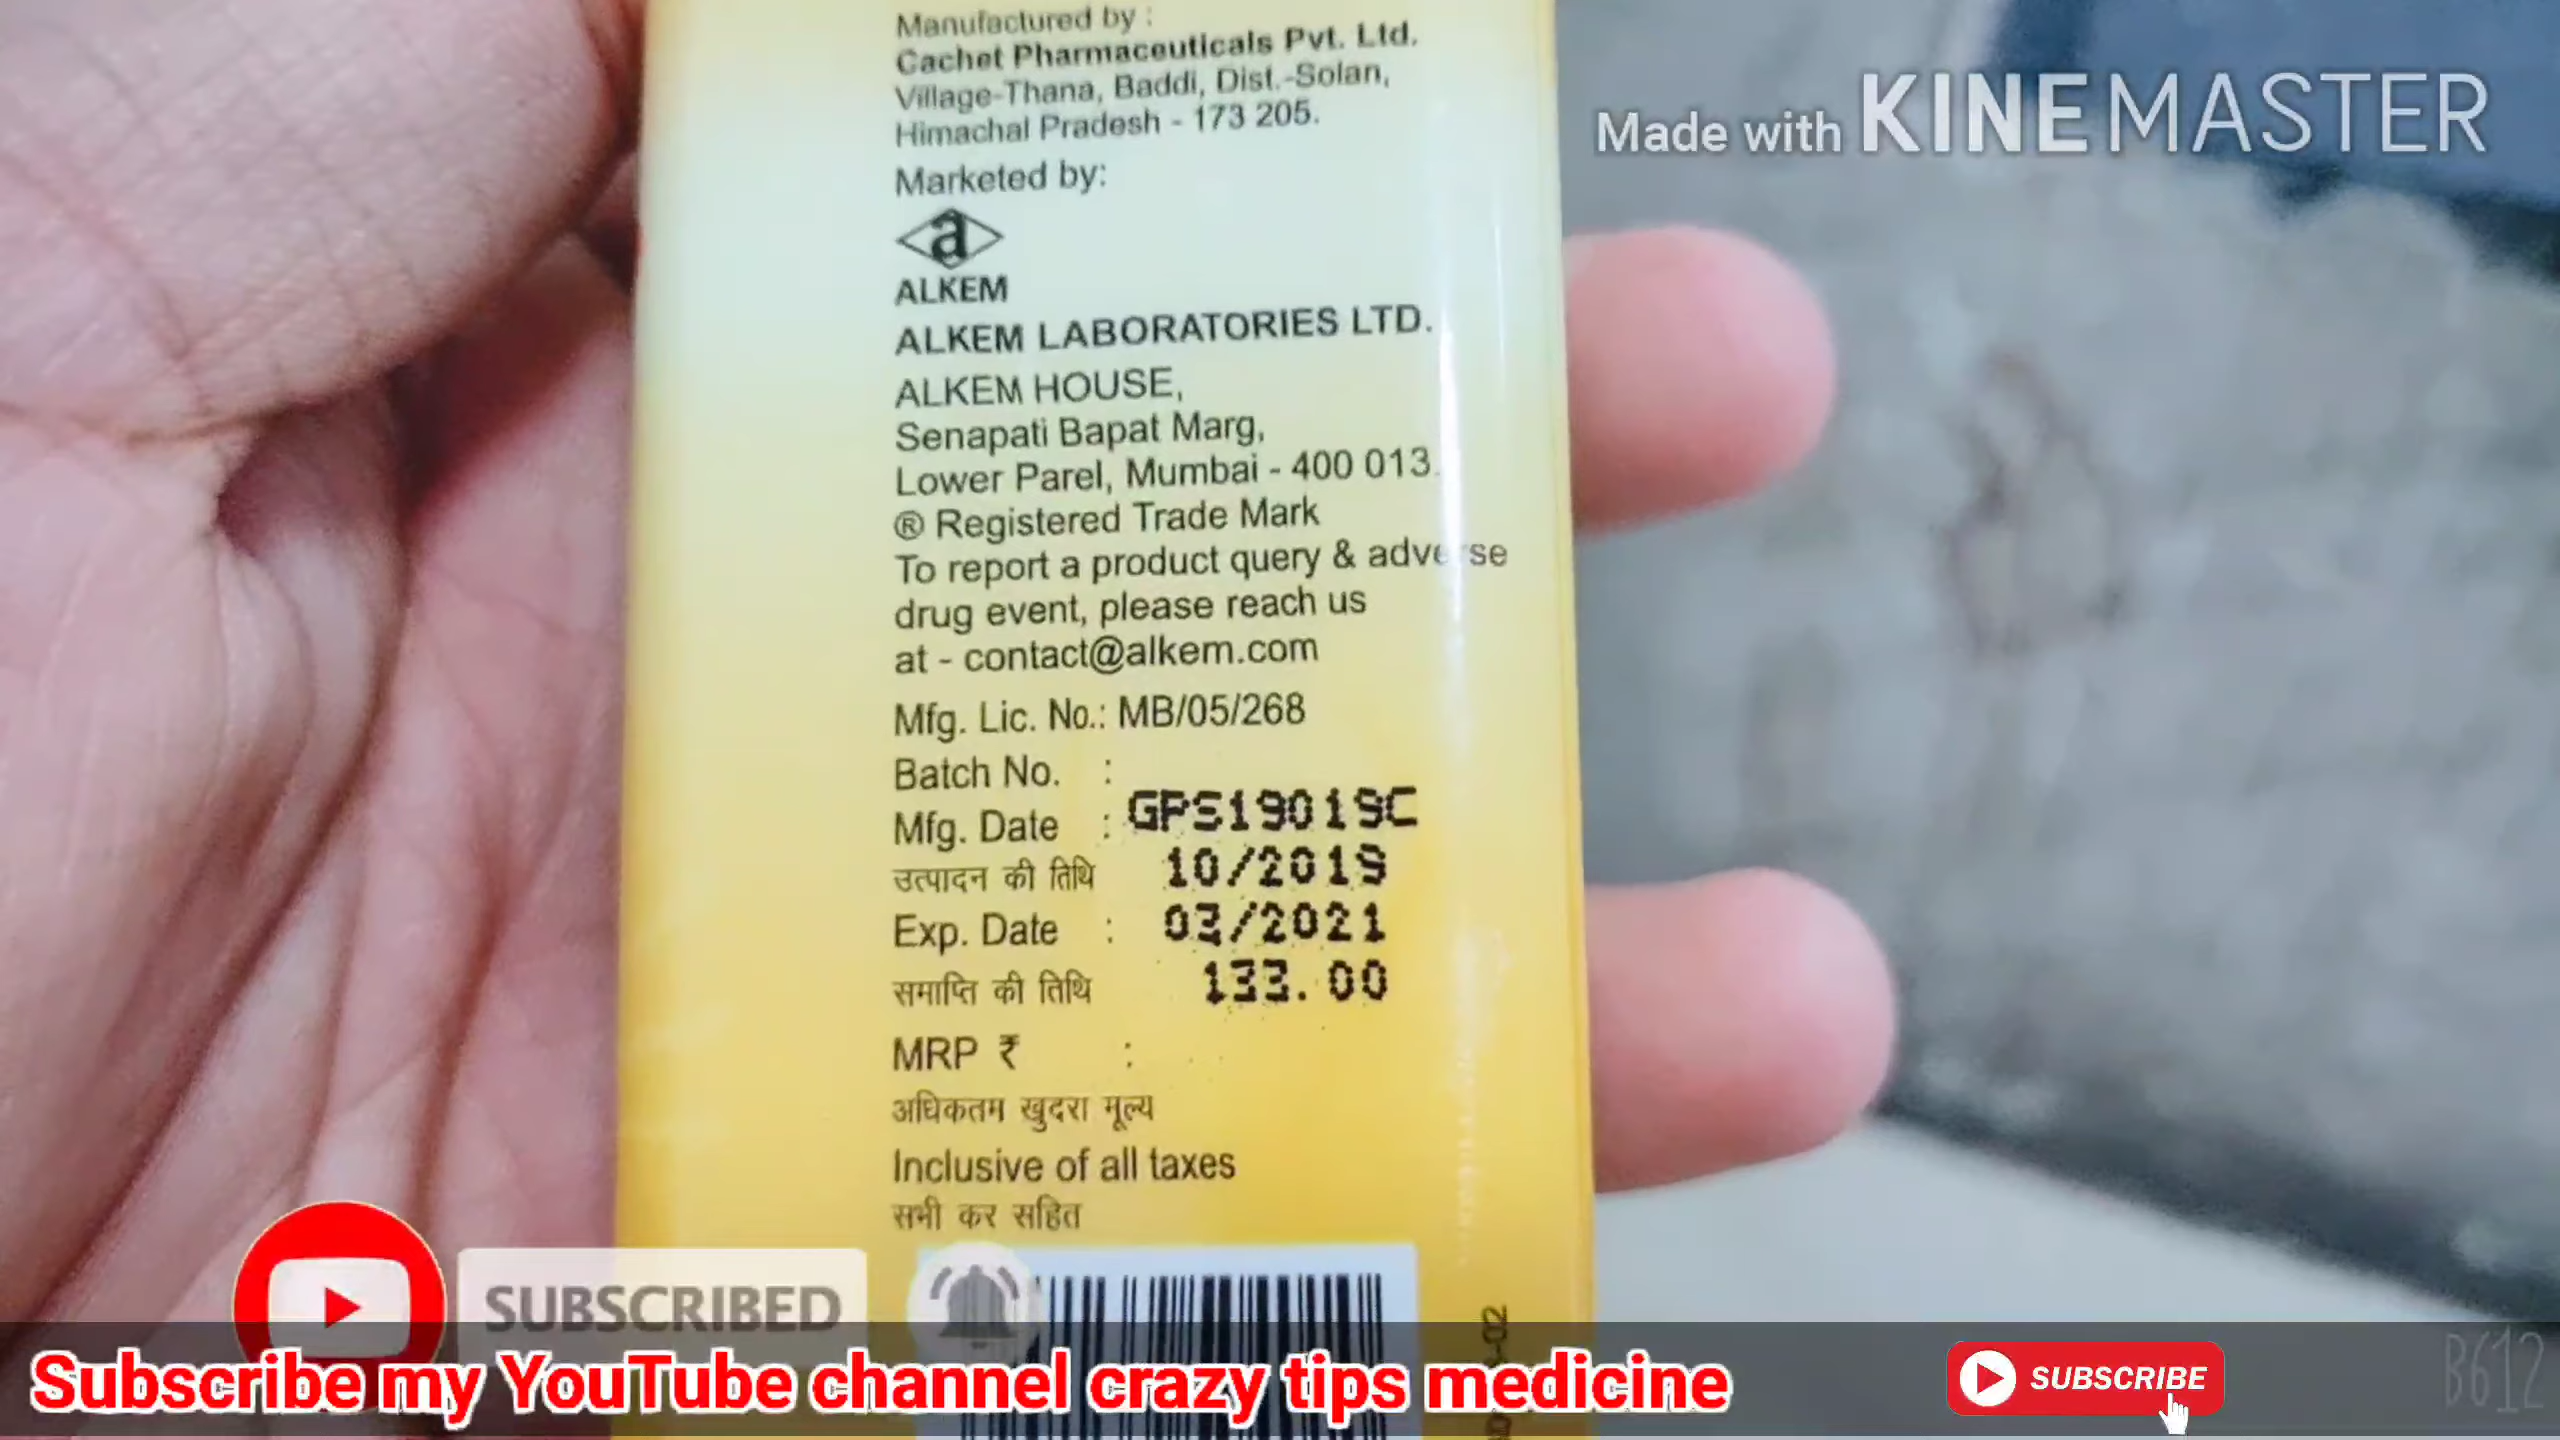 Manufactured by :
Cachet Pharmaceuticals Pvt. Ltd.
Village-Thana, Baddi, Dist.-Solan,
Himachal Pradesh - 173 205.
Marketed by:
a
ALKEM
ALKEM LABORATORIES LTD.
ALKEM HOUSE,
Senapati Bapat Marg,
Lower Parel, Mumbai - 400 013.
® Registered Trade Mark
To report a product query & adverse
drug event, please reach us
at - contact@alkem.com
Mfg. Lic. No.: MB/05/268
Batch No. :
GPS19019C
Mfg. Date :
10/2019
उत्पादन की तिथि
Exp. Date : 03/2021
समाप्ति की तिथि
133.00
MRP ₹ :
अधिकतम खुदरा मूल्य
Inclusive of all taxes
सभी कर सहित
Made with KINEMASTER
SUBSCRIBED
Subscribe my YouTube channel crazy tips medicine
SUBSCRIBE
B612